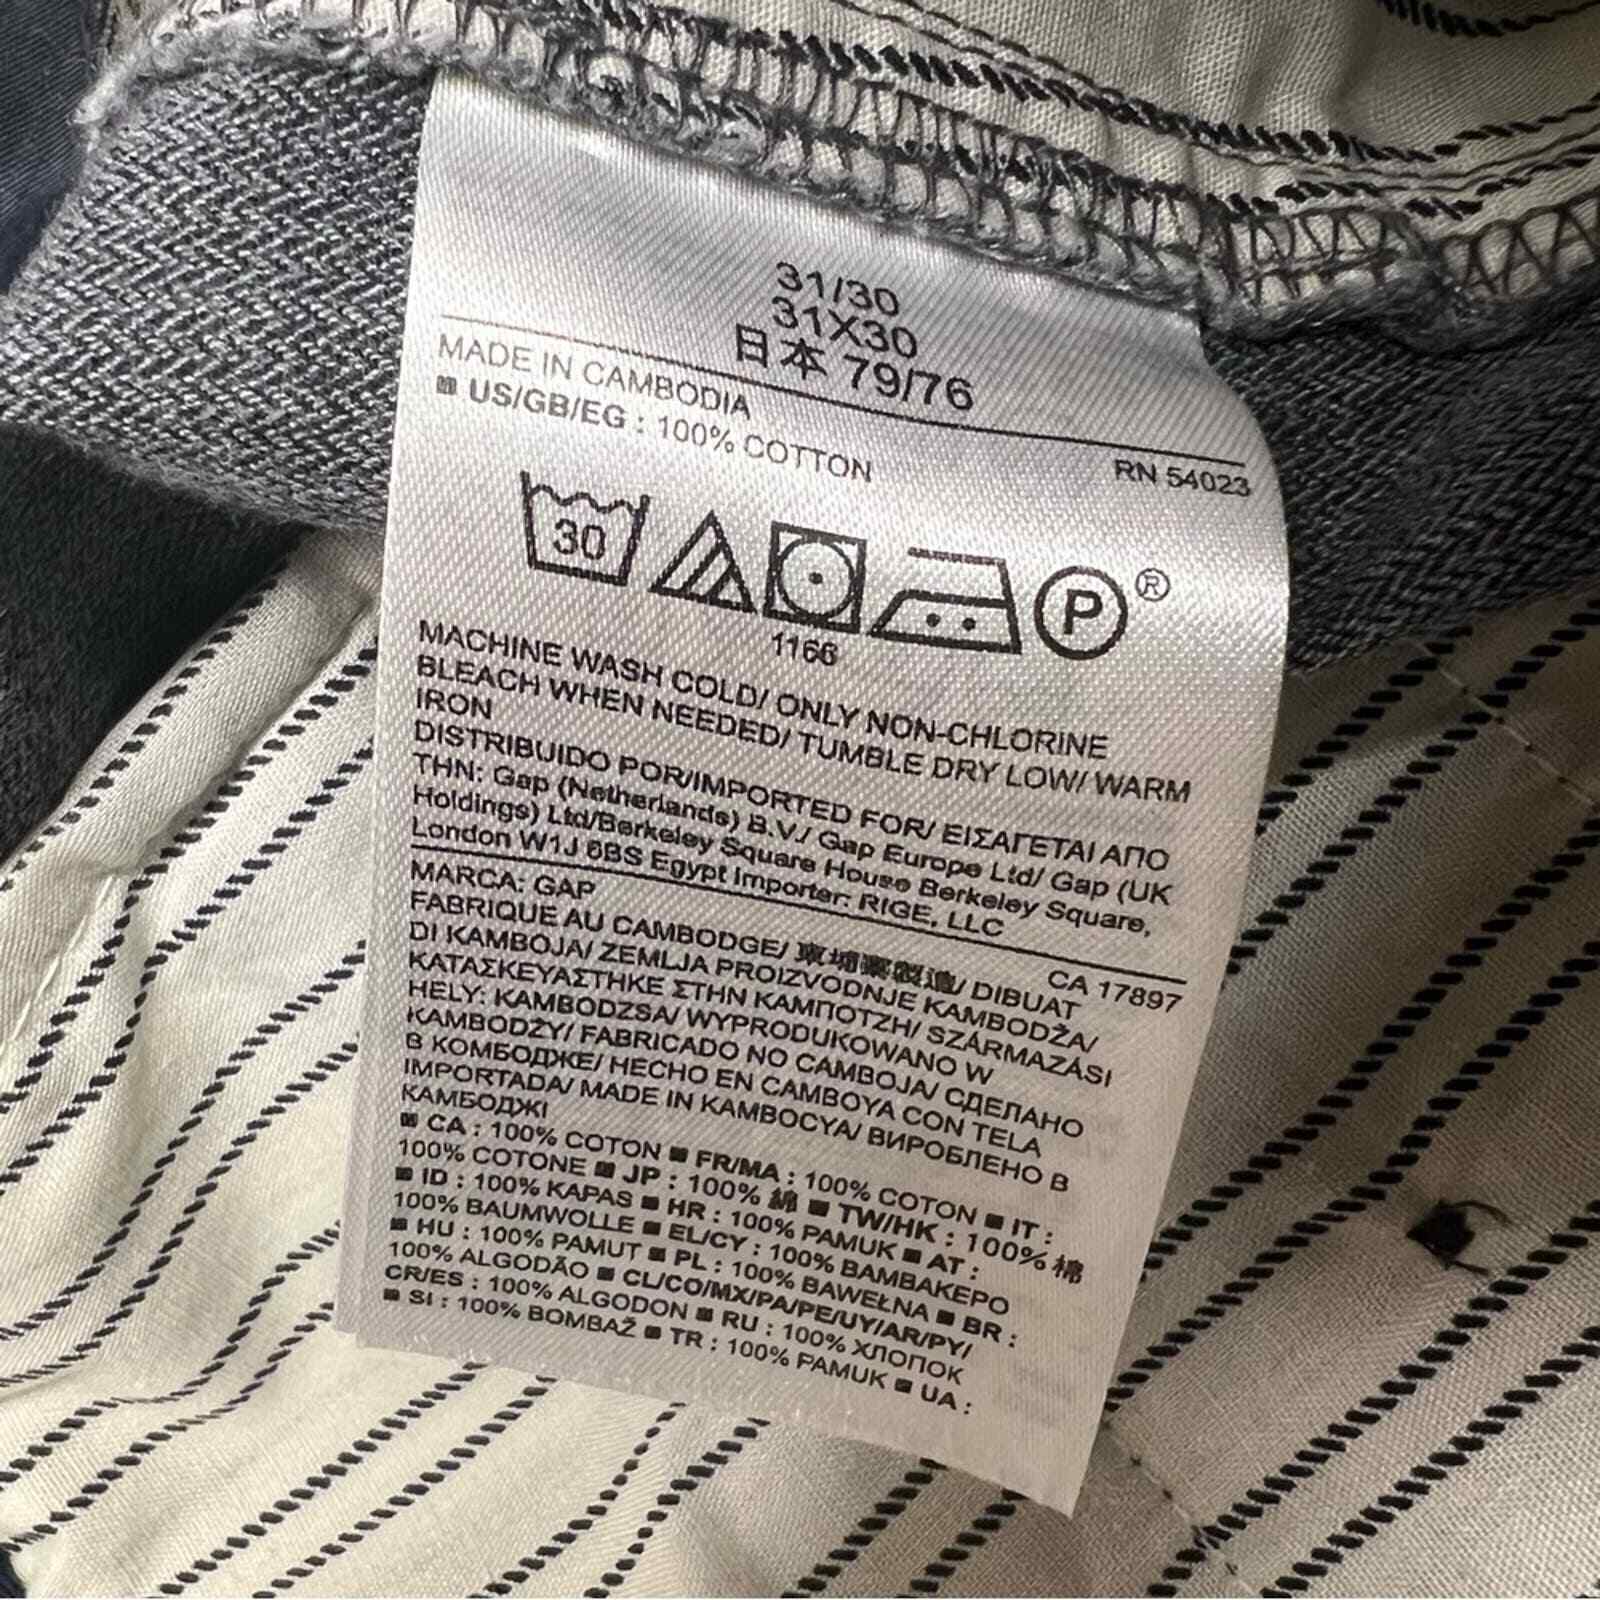 31/30
31X30
日本 79/76
MADE IN CAMBODIA
RN 54023
■ US/GB/EG : 100% COTTON
30
P®
1166
MACHINE WASH COLD/ ONLY NON-CHLORINE
BLEACH WHEN NEEDED/ TUMBLE DRY LOW/ WARM
IRON
DISTRIBUIDO POR/IMPORTED FOR/ ΕΙΣΑΓΕΤΑΙ ΑΠΟ
ΤΗΝ: Gap (Netherlands) B.V./ Gap Europe Ltd/ Gap (UK
Holdings) Ltd/Berkeley Square House Berkeley Square,
London W1J 6BS Egypt Importer: RIGE, LLC
MARCA: GAP
CA 17897
FABRIQUE AU CAMBODGE/ 柬埔寨製造/ DIBUAT
DI KAMBOJA/ ZEMLJA PROIZVODNJE KAMBODŽA/
ΚΑΤΑΣΚΕΥΑΣΤΗΚΕ ΣΤΗΝ ΚΑΜΠΟΤΖΗ/ SZÁRMAZÁSI
HELY: KAMBODZSA/ WYPRODUKOWANO W
KAMBODŻY/ FABRICADO NO CAMBOJA/ СДЕЛАНО
В КОМБОДЖЕ/ HECHO EN CAMBOYA CON TELA
IMPORTADA/ MADE IN KAMBOCYA/ ВИРОБЛЕНО В
КАМБОДЖІ
■ CA : 100% COTON ■ FR/MA : 100% COTON ■ IT :
100% COTONE ■ JP : 100% 綿 ■ TW/HK : 100% 棉
■ ID : 100% KAPAS ■ HR : 100% PAMUK ■ AT :
100% BAUMWOLLE ■ EL/CY : 100% ΒΑΜΒΑΚΕΡΟ
■ HU : 100% PAMUT ■ PL : 100% BAWEŁNA ■ BR :
100% ALGODÃO ■ CL/CO/MX/PA/PE/UY/AR/PY/
CR/ES : 100% ALGODON ■ RU : 100% ХЛОПОК
■ SI : 100% BOMBAŽ ■ TR : 100% PAMUK ■ UA :